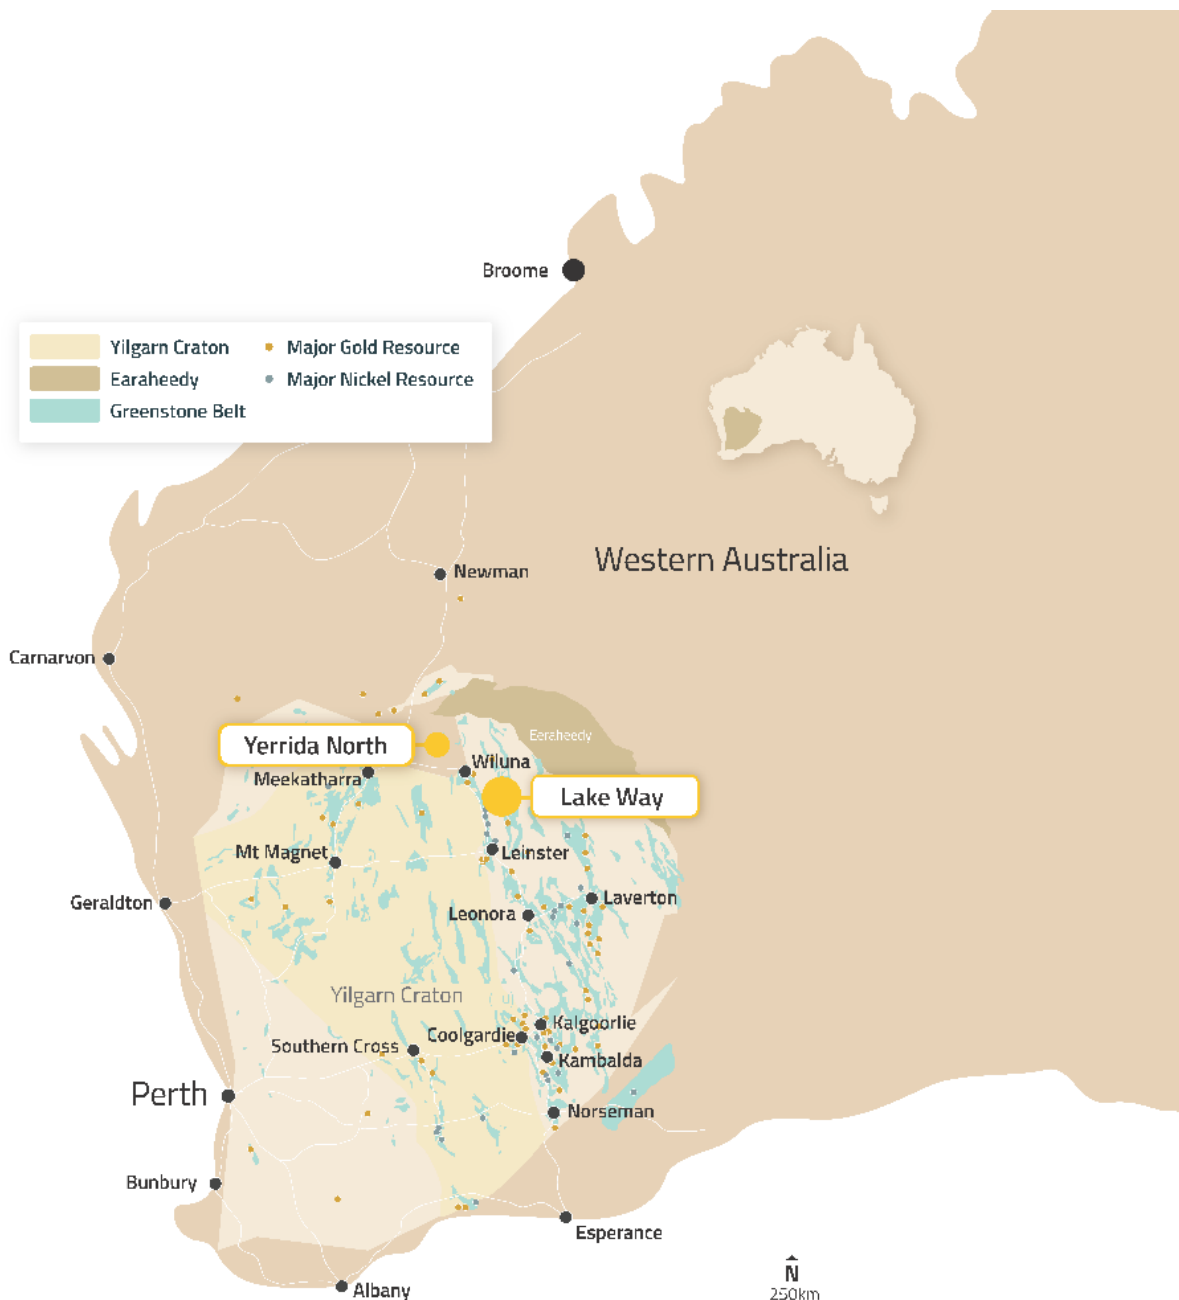 Broome
Yilgarn Craton
Major Gold Resource
Earaheedy
Major Nickel Resource
Greenstone Belt
Western Australia
Newman
Carnarvon
Eeraheedy
Yerrida North
Wiluna
Meekatharra
Lake Way
Mt Magnet
Leinster
Geraldton
Laverton
Leonora
Yilgarn Craton
Kalgoorlie
Coolgardie
Southern Cross
Kambalda
Perth
Norseman
Bunbury
Esperance
Albany
N
250km